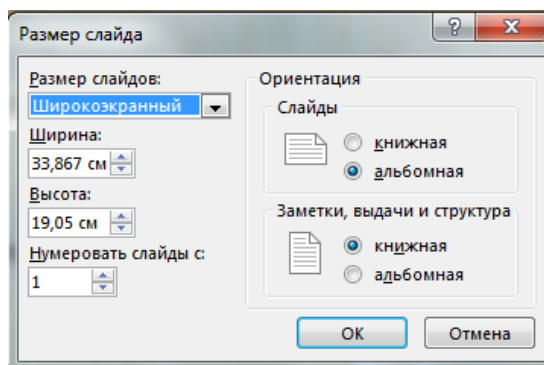 Размер слайда
Размер слайдов:
Широкоэкранный
Ширина:
33,867 см
Высота:
19,05 см
Нумеровать слайды с:
1
Ориентация
Слайды
книжная
альбомная
Заметки, выдачи и структура
книжная
альбомная
ОК
Отмена